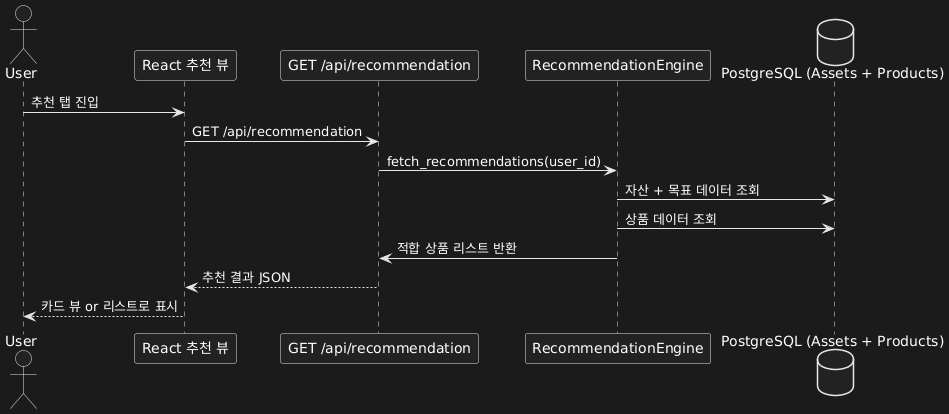 User
React 추천 뷰
GET /api/recommendation
RecommendationEngine
PostgreSQL (Assets + Products)
추천 탭 진입
GET /api/recommendation
fetch_recommendations(user_id)
자산 + 목표 데이터 조회
상품 데이터 조회
적합 상품 리스트 반환
추천 결과 JSON
카드 뷰 or 리스트로 표시
User
React 추천 뷰
GET /api/recommendation
RecommendationEngine
PostgreSQL (Assets + Products)